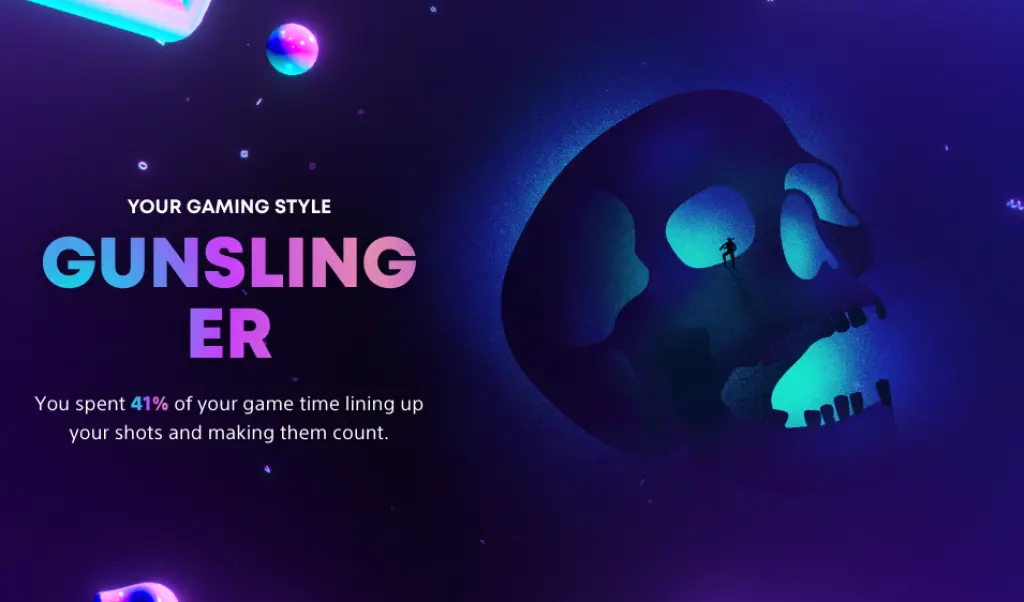 YOUR GAMING STYLE
GUNSLING
ER
You spent 41% of your game time lining up
your shots and making them count.